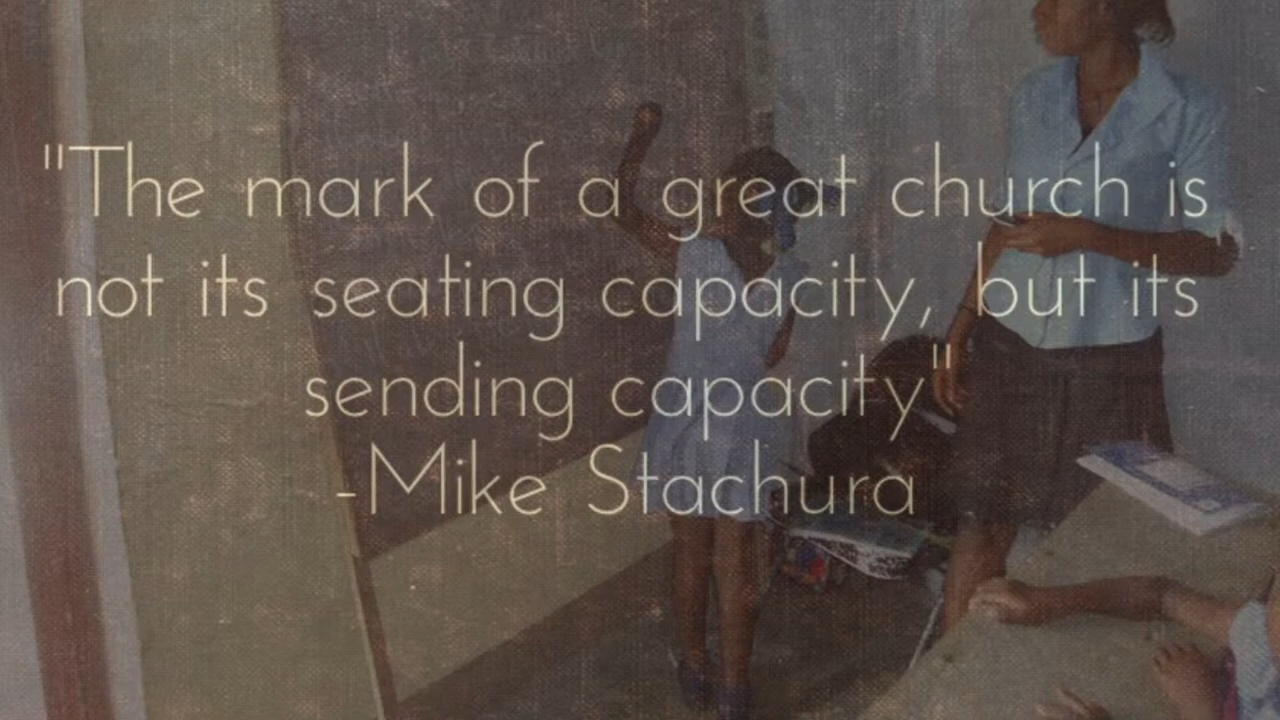 "The mark of a great church is
not its seating capacity, but its
sending capacity"
-Mike Stachura